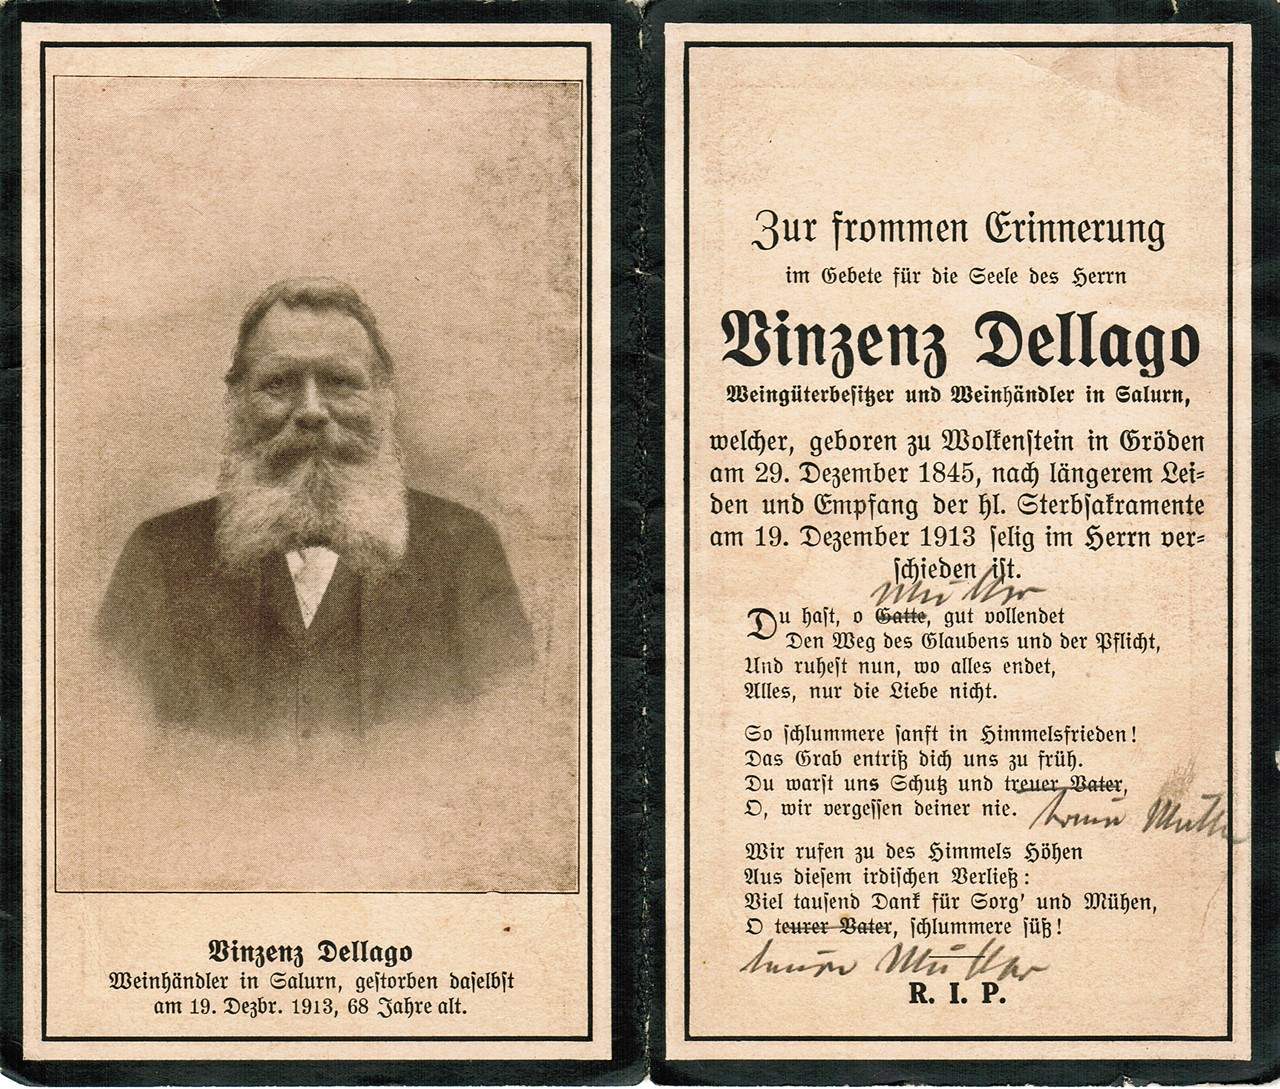 Vinzenz Dellago
Weinhändler in Salurn, gestorben daselbst
am 19. Dezbr. 1913, 68 Jahre alt.
Zur frommen Erinnerung
im Gebete für die Seele des Herrn
Vinzenz Dellago
Weingüterbesitzer und Weinhändler in Salurn,
welcher, geboren zu Wolkenstein in Gröden
am 29. Dezember 1845, nach längerem Lei-
den und Empfang der hl. Sterbsakramente
am 19. Dezember 1913 selig im Herrn ver-
schieden ist.
Mutter
Du hast, o Gatte, gut vollendet
Den Weg des Glaubens und der Pflicht,
Und ruhest nun, wo alles endet,
Alles, nur die Liebe nicht.
So schlummere sanft in Himmelsfrieden!
Das Grab entriß dich uns zu früh.
Du warst uns Schutz und treuer Vater,
O, wir vergessen deiner nie.
treue Mutter
Wir rufen zu des Himmels Höhen
Aus diesem irdischen Verließ:
Viel tausend Dank für Sorg' und Mühen,
O teurer Vater, schlummere süß!
teure Mutter
R. I. P.